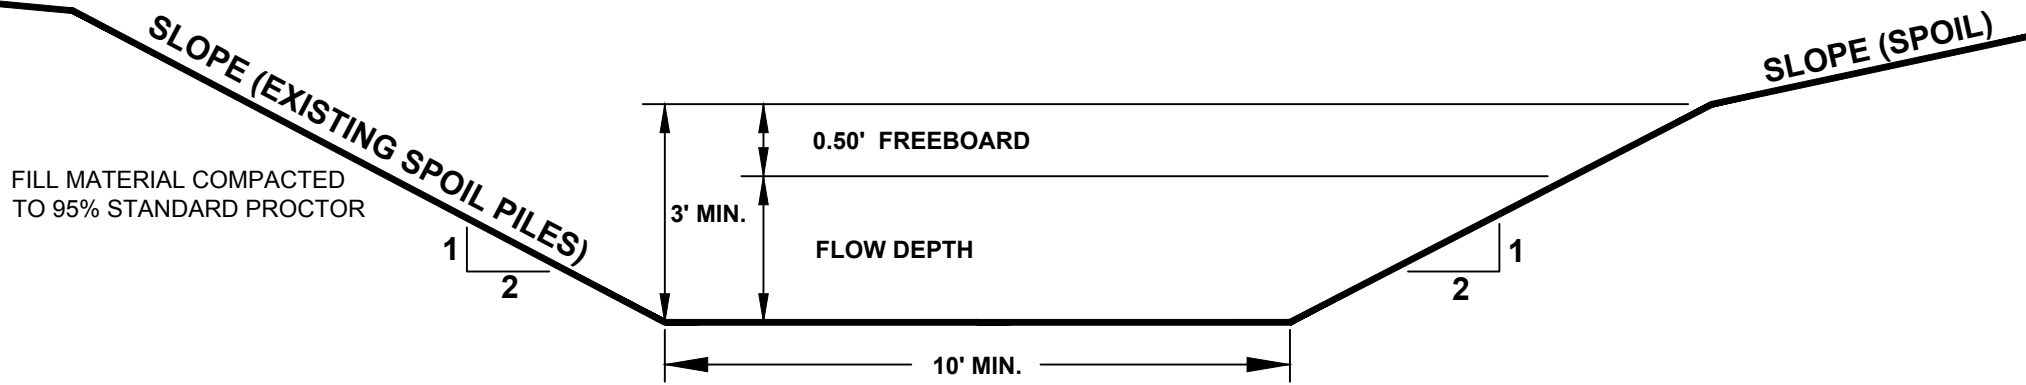 SLOPE (EXISTING SPOIL PILES)
SLOPE (SPOIL)
0.50' FREEBOARD
FILL MATERIAL COMPACTED
TO 95% STANDARD PROCTOR
3' MIN.
FLOW DEPTH
1
2
1
2
10' MIN.